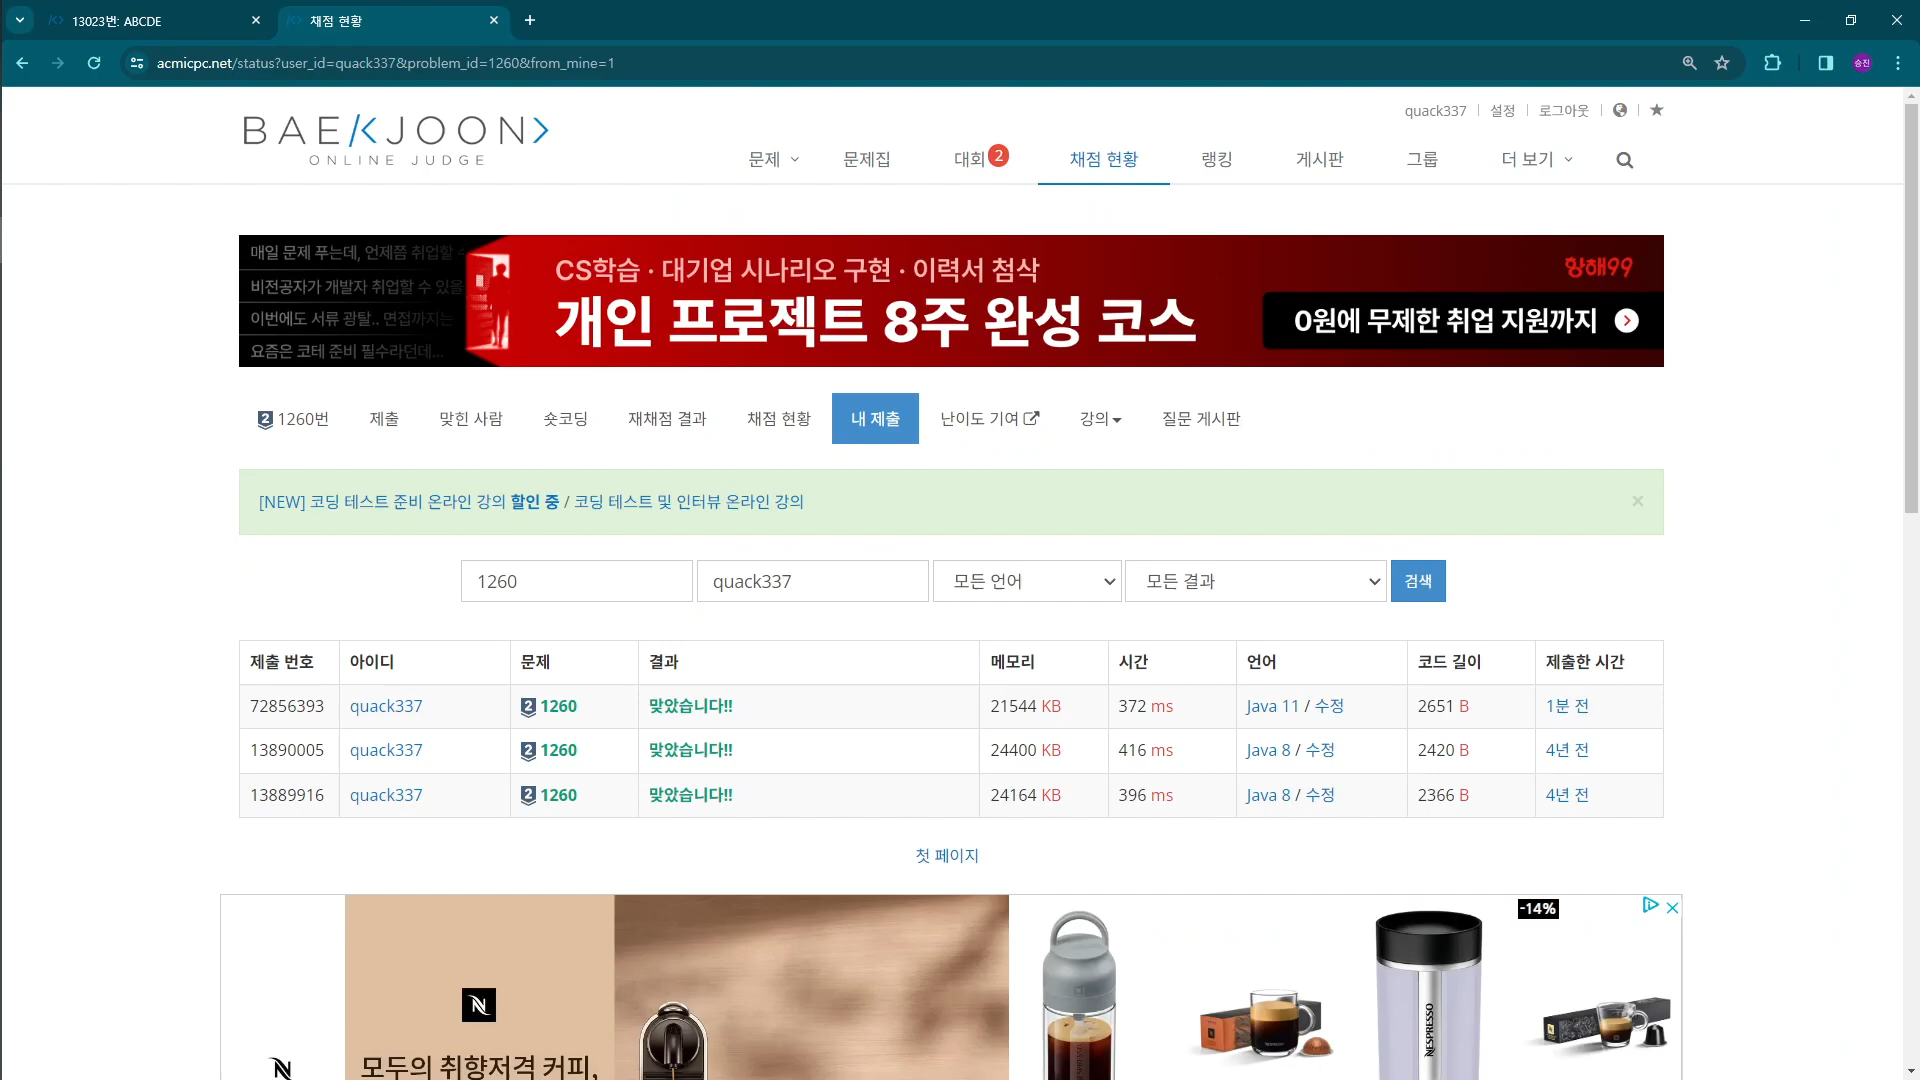 13023번: ABCDE
채점 현황
acmicpc.net/status?user_id=quack337&problem_id=1260&from_mine=1
승진
quack337 설정 로그아웃
BAEKJOON>
ONLINE JUDGE
문제 문제집 대회 2 채점 현황 랭킹 게시판 그룹 더 보기
매일 문제 푸는데, 언제쯤 취업할
비전공자가 개발자 취업할 수 있을
이번에도 서류 광탈.. 면접까지는
요즘은 코테 준비 필수라던데...
CS학습 · 대기업 시나리오 구현 · 이력서 첨삭
개인 프로젝트 8주 완성 코스
항해99
0원에 무제한 취업 지원까지
2 1260번 제출 맞힌 사람 숏코딩 재채점 결과 채점 현황 내 제출 난이도 기여 강의 질문 게시판
[NEW] 코딩 테스트 준비 온라인 강의 할인 중 / 코딩 테스트 및 인터뷰 온라인 강의
×
1260 quack337 모든 언어 모든 결과 검색
제출 번호 아이디 문제 결과 메모리 시간 언어 코드 길이 제출한 시간
72856393 quack337 2 1260 맞았습니다!! 21544 KB 372 ms Java 11 / 수정 2651 B 1분 전
13890005 quack337 2 1260 맞았습니다!! 24400 KB 416 ms Java 8 / 수정 2420 B 4년 전
13889916 quack337 2 1260 맞았습니다!! 24164 KB 396 ms Java 8 / 수정 2366 B 4년 전
첫 페이지
-14%
N
N
모두의 취향저격 커피,
NESPRESSO